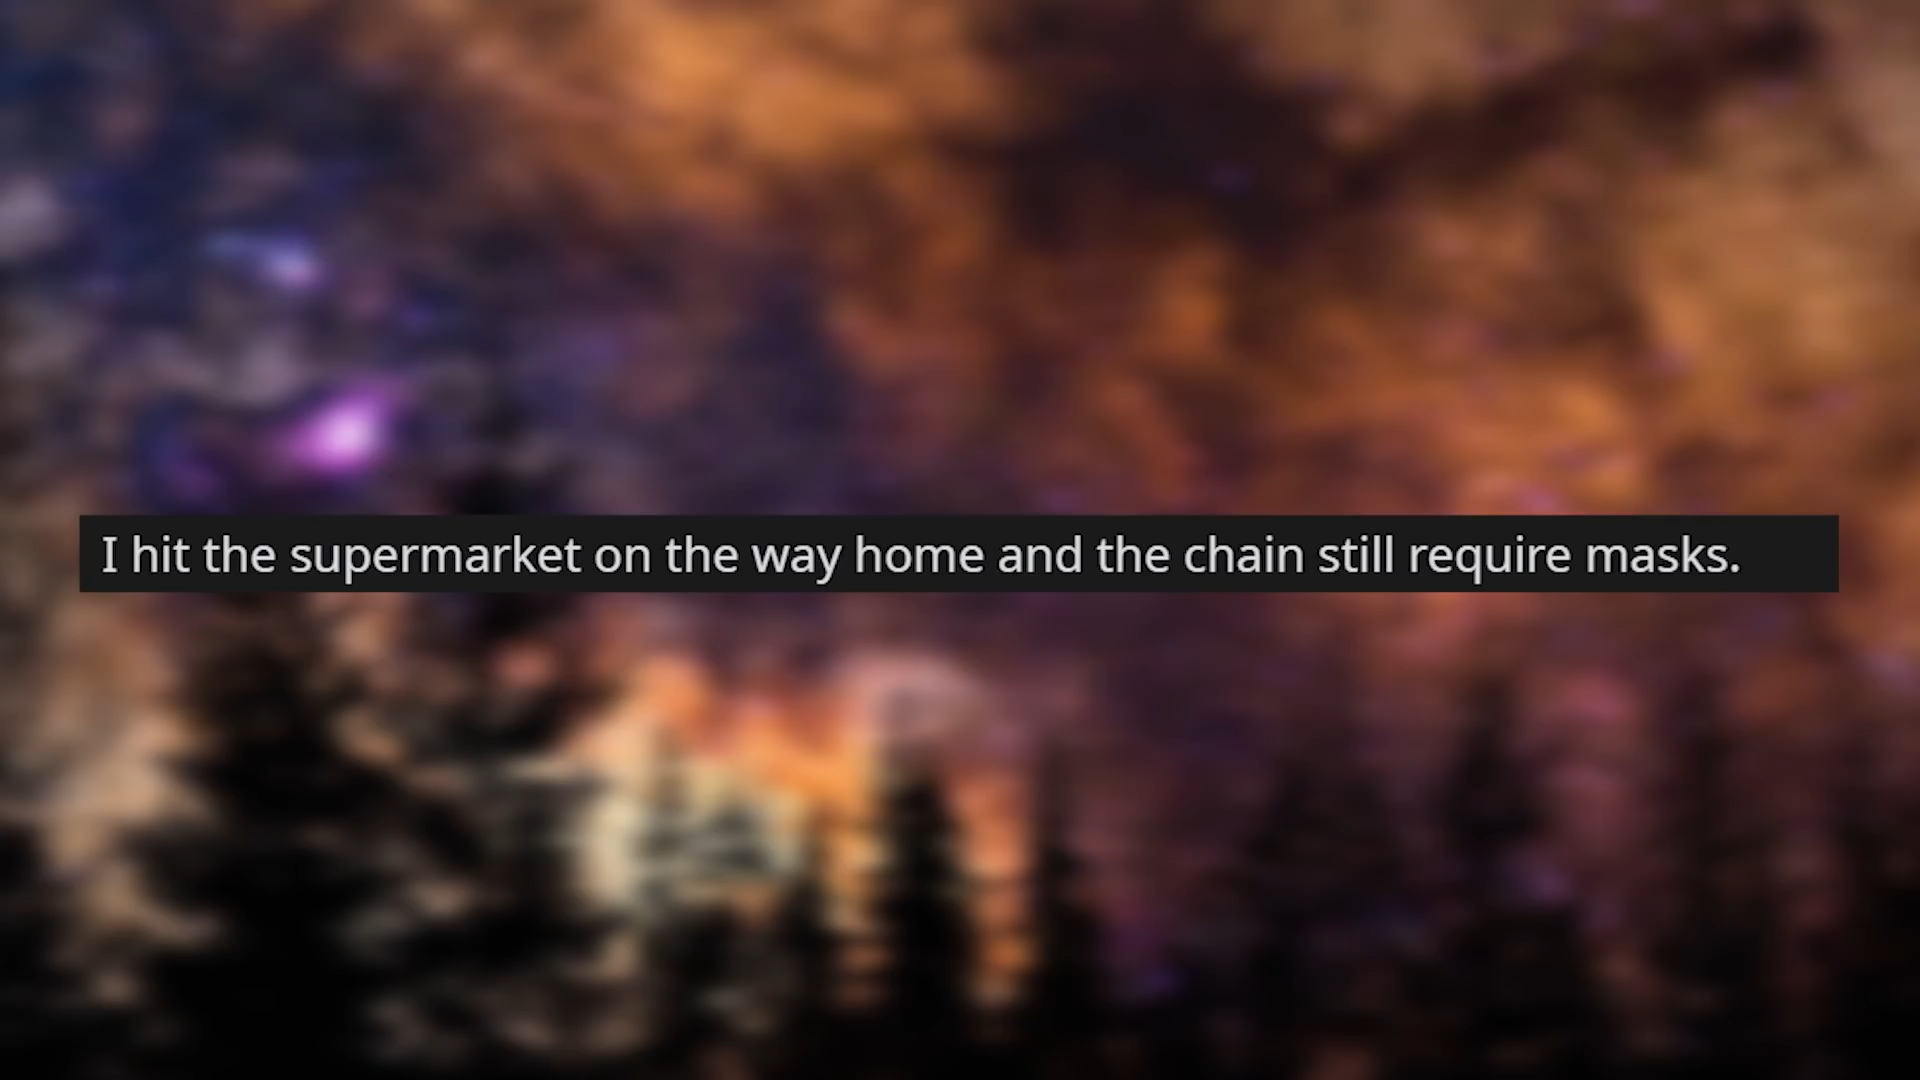 I hit the supermarket on the way home and the chain still require masks.